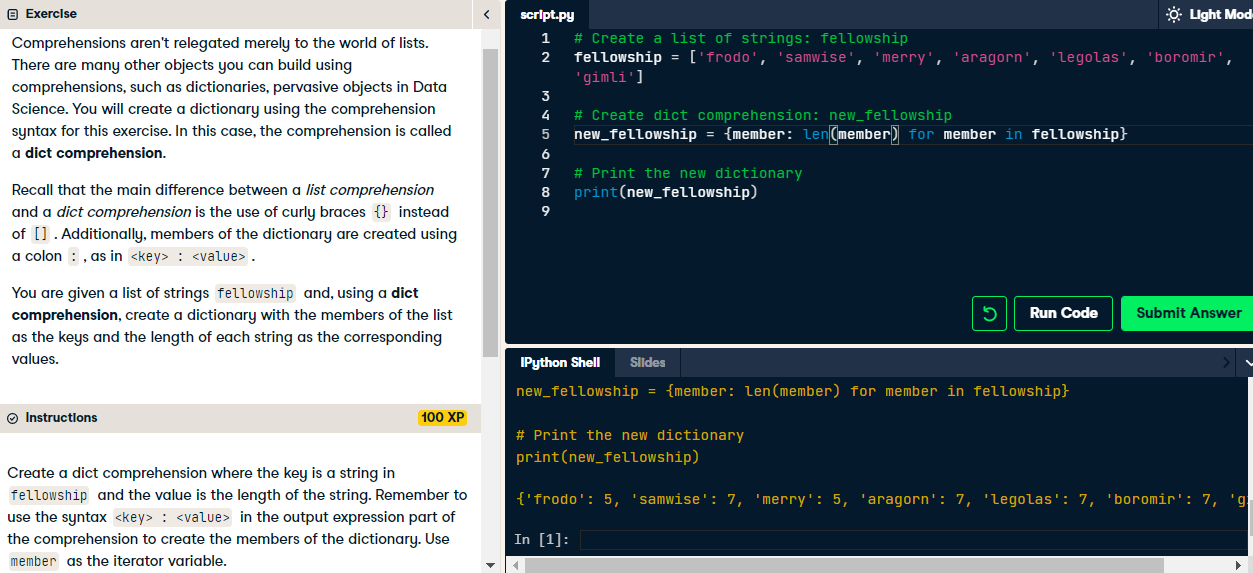 Exercise
Comprehensions aren't relegated merely to the world of lists.
There are many other objects you can build using
comprehensions, such as dictionaries, pervasive objects in Data
Science. You will create a dictionary using the comprehension
syntax for this exercise. In this case, the comprehension is called
a dict comprehension.
Recall that the main difference between a list comprehension
and a dict comprehension is the use of curly braces {} instead
of [] . Additionally, members of the dictionary are created using
a colon : , as in <key> : <value> .
You are given a list of strings fellowship and, using a dict
comprehension, create a dictionary with the members of the list
as the keys and the length of each string as the corresponding
values.
Instructions
100 XP
Create a dict comprehension where the key is a string in
fellowship and the value is the length of the string. Remember to
use the syntax <key> : <value> in the output expression part of
the comprehension to create the members of the dictionary. Use
member as the iterator variable.
script.py
Light Mod
1 # Create a list of strings: fellowship
2 fellowship = ['frodo', 'samwise', 'merry', 'aragorn', 'legolas', 'boromir',
'gimli']
3
4 # Create dict comprehension: new_fellowship
5 new_fellowship = {member: len(member) for member in fellowship}
6
7 # Print the new dictionary
8 print(new_fellowship)
9
Run Code
Submit Answer
IPython Shell
Slides
new_fellowship = {member: len(member) for member in fellowship}
# Print the new dictionary
print(new_fellowship)
{'frodo': 5, 'samwise': 7, 'merry': 5, 'aragorn': 7, 'legolas': 7, 'boromir': 7, 'g
In [1]: